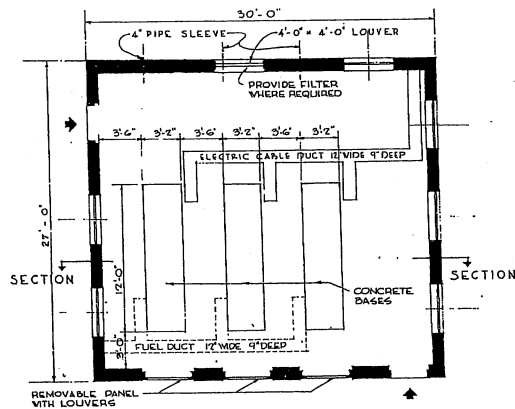 30'-0"
4" PIPE SLEEVE
4'-0" x 4'-0" LOUVER
PROVIDE FILTER
WHERE REQUIRED
3'-6" 3'-2" 3'-6" 3'-2" 3'-6" 3'-2"
ELECTRIC CABLE DUCT 12" WIDE 9" DEEP
27'-0"
SECTION
SECTION
12'-0"
CONCRETE
BASES
3'-0"
FUEL DUCT 12" WIDE 9" DEEP
REMOVABLE PANEL
WITH LOUVERS